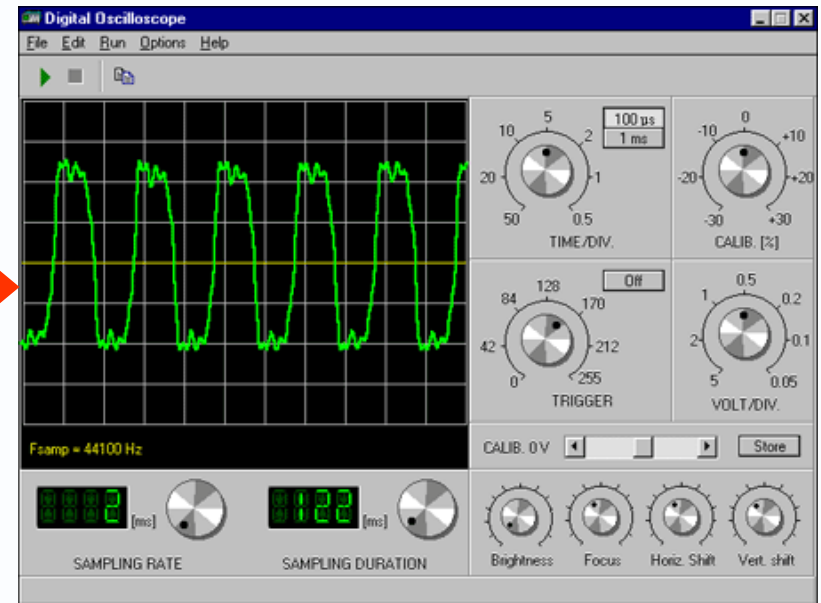 Digital Oscilloscope
File Edit Run Options Help
5
10 2
20 1
50 0.5
TIME/DIV.
100 µs
1 ms
0
-10 +10
-20 +20
-30 +30
CALIB. [%]
128
84 170
42 212
0 255
TRIGGER
Off
0.5
1 0.2
2 0.1
5 0.05
VOLT/DIV.
Fsamp = 44100 Hz
CALIB. 0 V
Store
2 [ms]
SAMPLING RATE
122 [ms]
SAMPLING DURATION
Brightness Focus Horiz. Shift Vert. shift